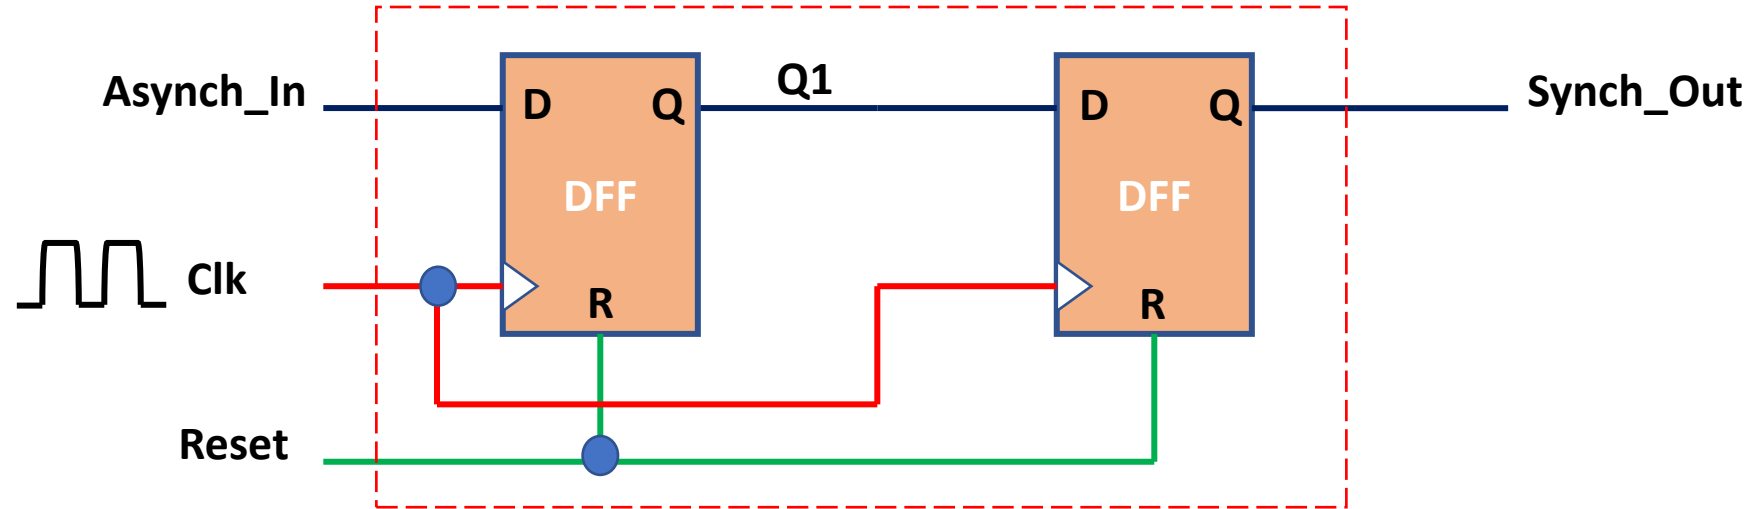 Asynch_In
D
Q
Q1
D
Q
Synch_Out
DFF
DFF
Clk
R
R
Reset